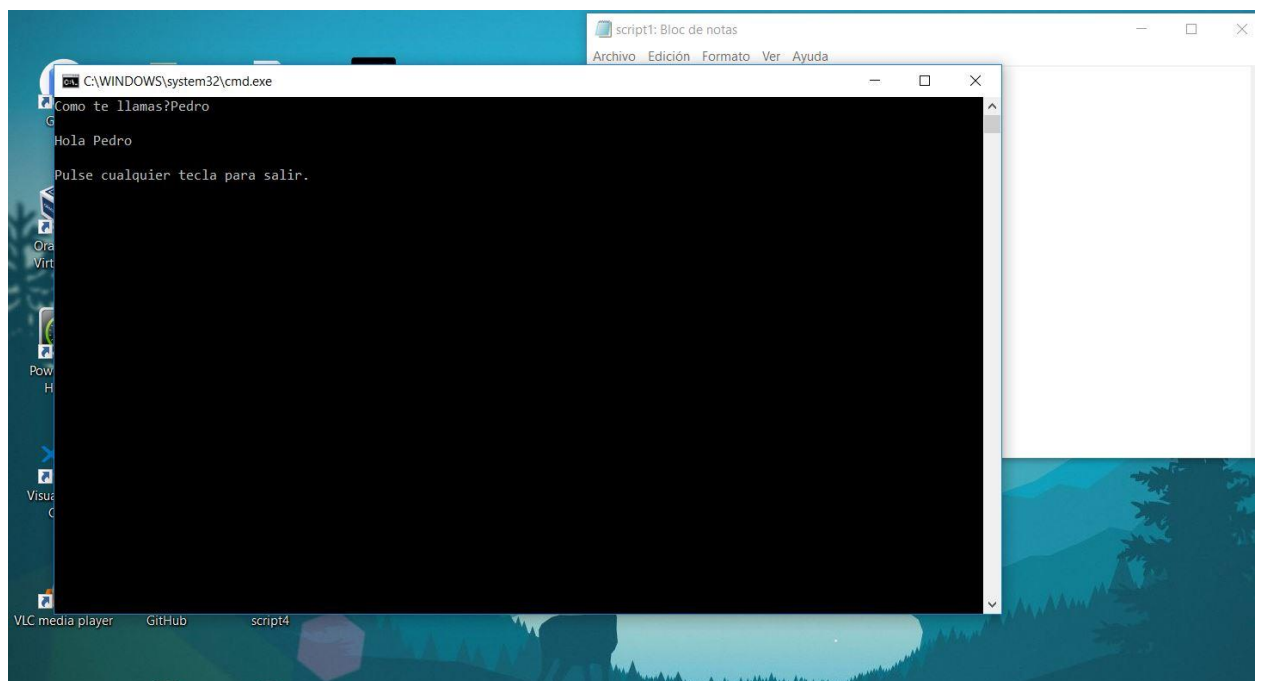 script1: Bloc de notas
Archivo Edición Formato Ver Ayuda
C:\WINDOWS\system32\cmd.exe
Como te llamas?Pedro
Hola Pedro
Pulse cualquier tecla para salir.
VLC media player
GitHub
script4